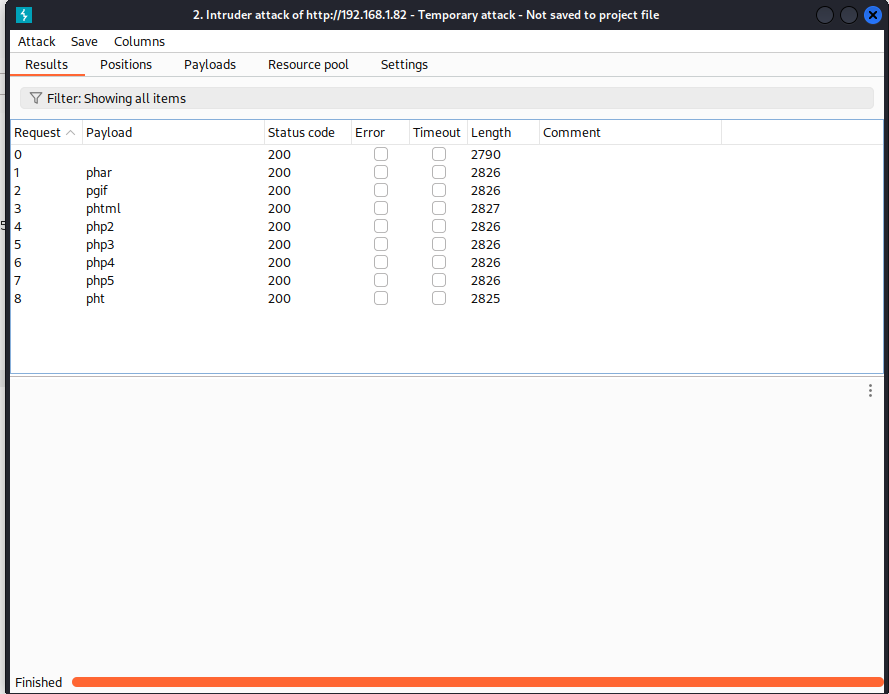 2. Intruder attack of http://192.168.1.82 - Temporary attack - Not saved to project file
Attack Save Columns
Results Positions Payloads Resource pool Settings
Filter: Showing all items
Request Payload Status code Error Timeout Length Comment
0 200 2790
1 phar 200 2826
2 pgif 200 2826
3 phtml 200 2827
4 php2 200 2826
5 php3 200 2826
6 php4 200 2826
7 php5 200 2826
8 pht 200 2825
5
Finished